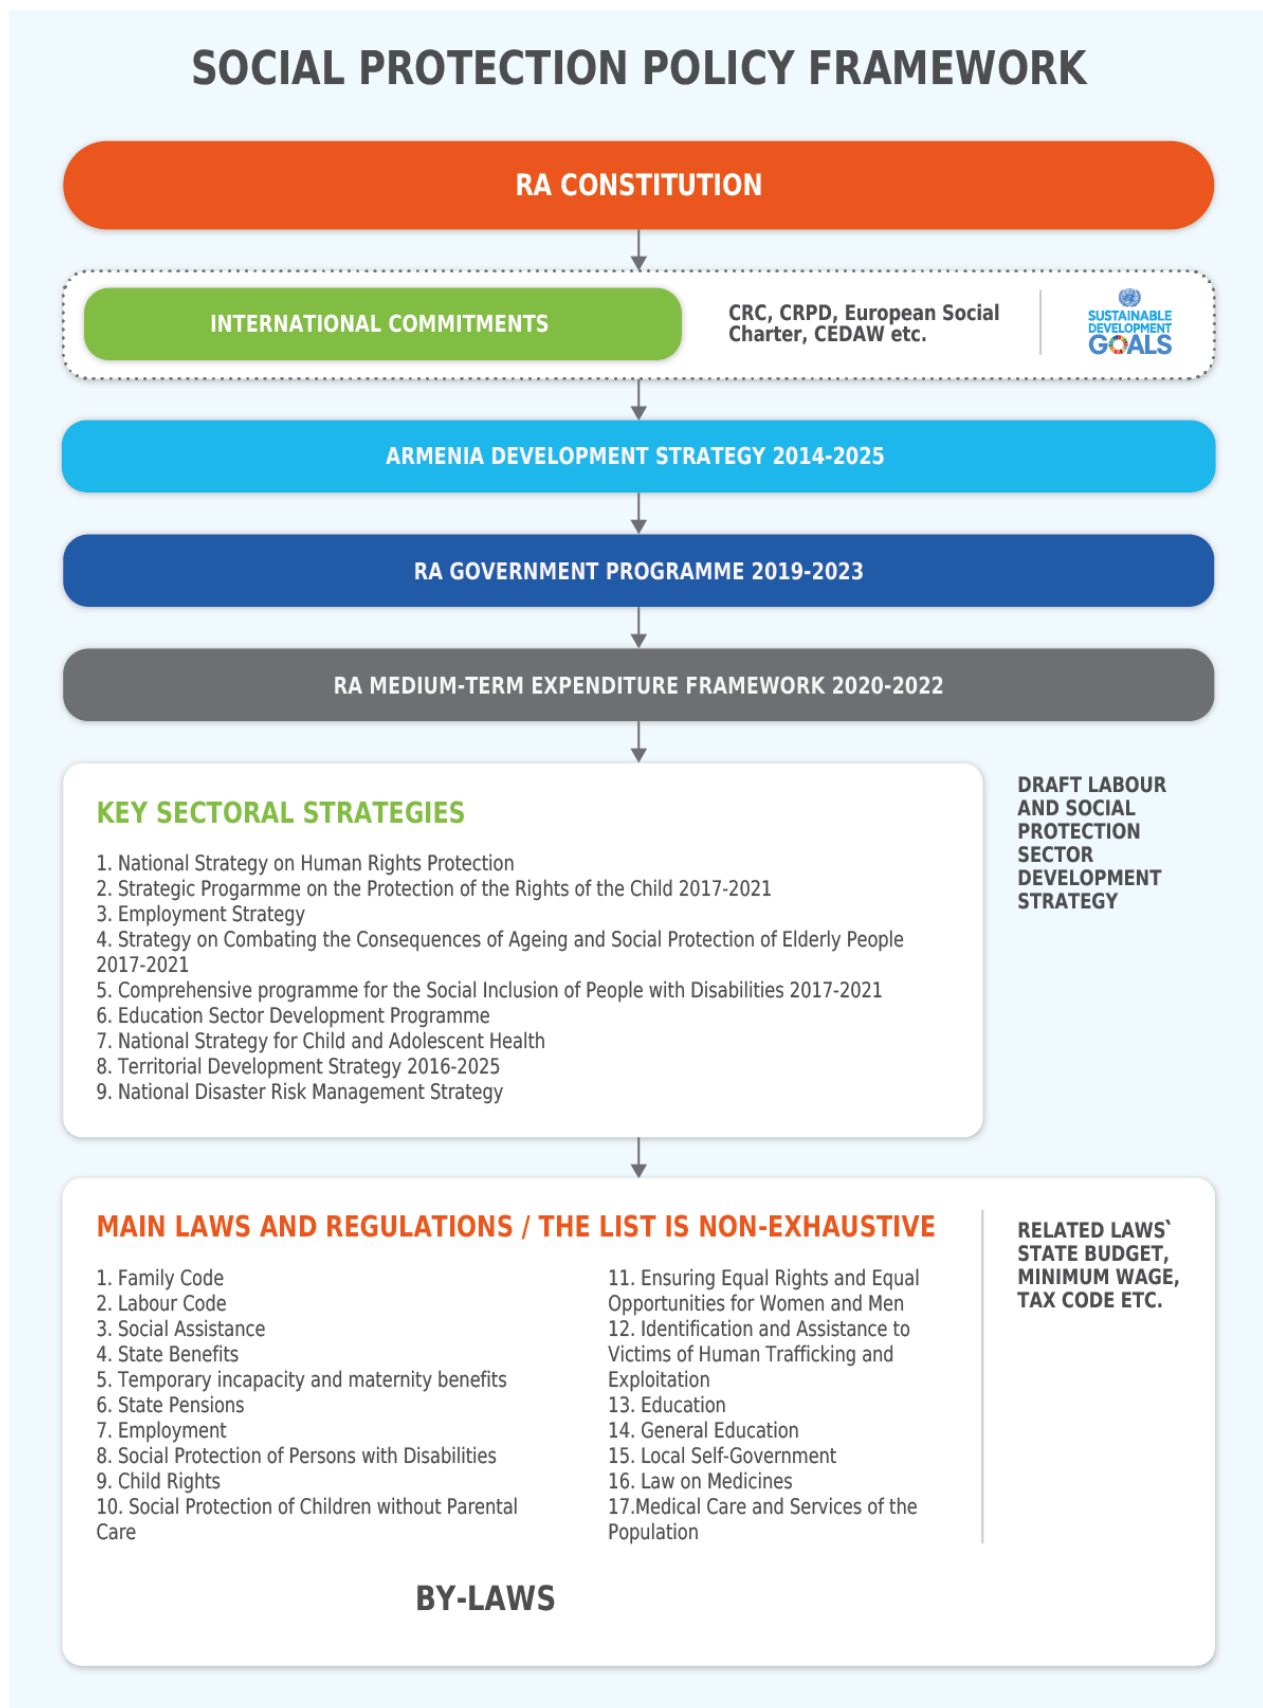 SOCIAL PROTECTION POLICY FRAMEWORK
RA CONSTITUTION
INTERNATIONAL COMMITMENTS
CRC, CRPD, European Social
Charter, CEDAW etc.
SUSTAINABLE
DEVELOPMENT
GOALS
ARMENIA DEVELOPMENT STRATEGY 2014-2025
RA GOVERNMENT PROGRAMME 2019-2023
RA MEDIUM-TERM EXPENDITURE FRAMEWORK 2020-2022
KEY SECTORAL STRATEGIES
1. National Strategy on Human Rights Protection
2. Strategic Progarmme on the Protection of the Rights of the Child 2017-2021
3. Employment Strategy
4. Strategy on Combating the Consequences of Ageing and Social Protection of Elderly People
2017-2021
5. Comprehensive programme for the Social Inclusion of People with Disabilities 2017-2021
6. Education Sector Development Programme
7. National Strategy for Child and Adolescent Health
8. Territorial Development Strategy 2016-2025
9. National Disaster Risk Management Strategy
DRAFT LABOUR
AND SOCIAL
PROTECTION
SECTOR
DEVELOPMENT
STRATEGY
MAIN LAWS AND REGULATIONS / THE LIST IS NON-EXHAUSTIVE
1. Family Code
2. Labour Code
3. Social Assistance
4. State Benefits
5. Temporary incapacity and maternity benefits
6. State Pensions
7. Employment
8. Social Protection of Persons with Disabilities
9. Child Rights
10. Social Protection of Children without Parental
Care
11. Ensuring Equal Rights and Equal
Opportunities for Women and Men
12. Identification and Assistance to
Victims of Human Trafficking and
Exploitation
13. Education
14. General Education
15. Local Self-Government
16. Law on Medicines
17.Medical Care and Services of the
Population
RELATED LAWS՝
STATE BUDGET,
MINIMUM WAGE,
TAX CODE ETC.
BY-LAWS